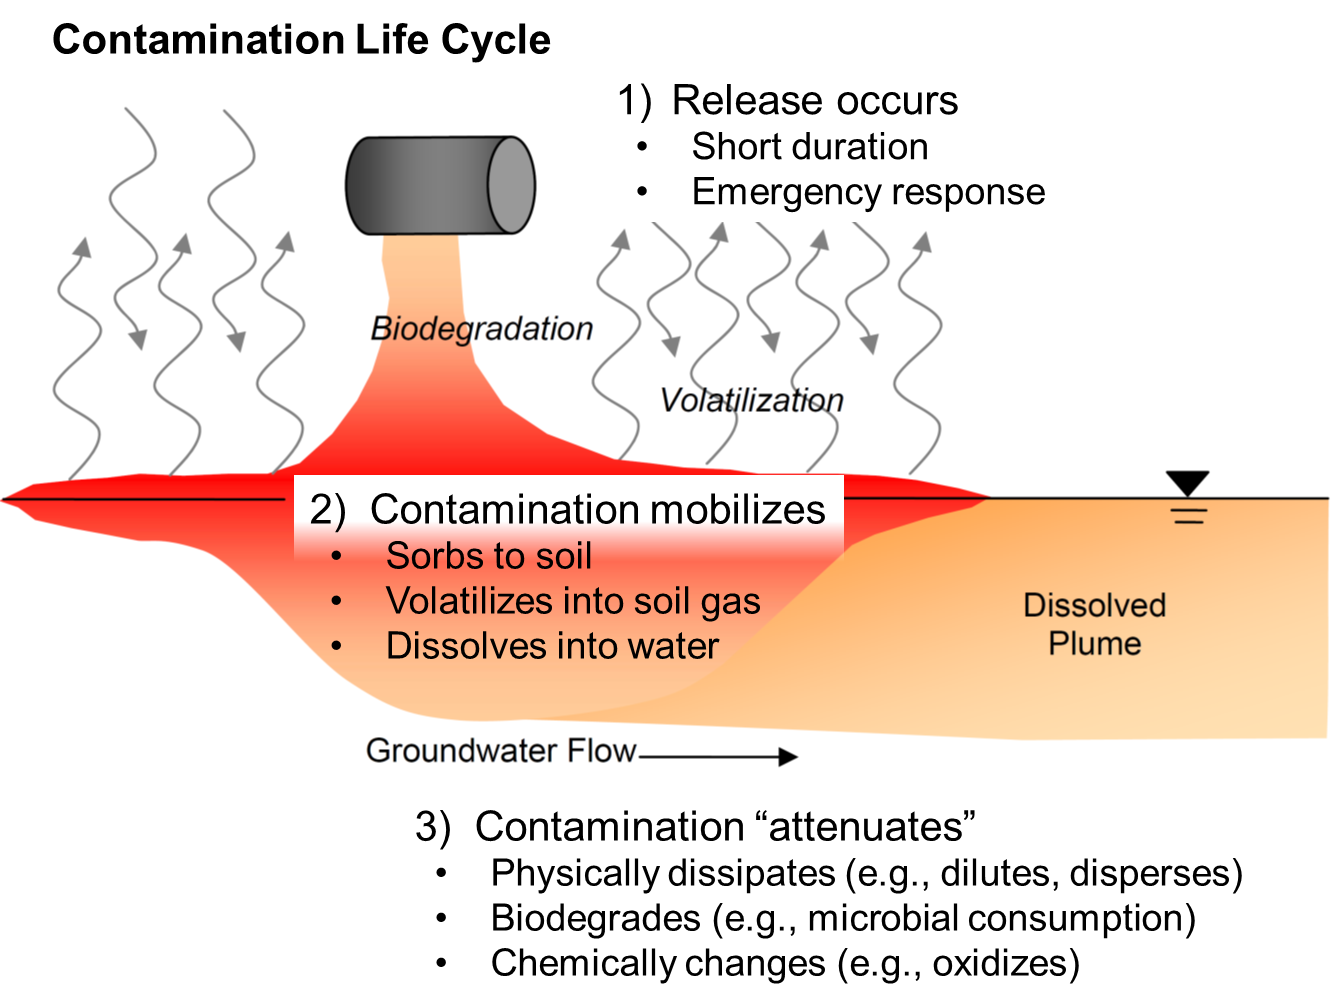 Contamination Life Cycle
1) Release occurs
• Short duration
• Emergency response
Biodegradation
Volatilization
2) Contamination mobilizes
• Sorbs to soil
• Volatilizes into soil gas
• Dissolves into water
Dissolved
Plume
Groundwater Flow
3) Contamination “attenuates”
• Physically dissipates (e.g., dilutes, disperses)
• Biodegrades (e.g., microbial consumption)
• Chemically changes (e.g., oxidizes)